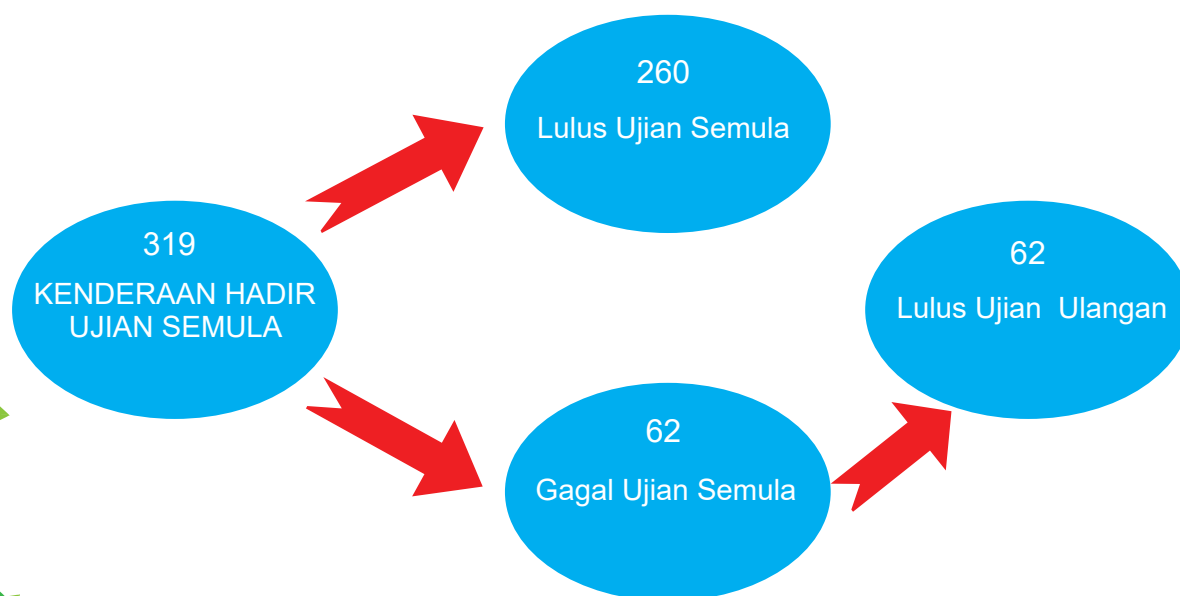 260
Lulus Ujian Semula
319
KENDERAAN HADIR
UJIAN SEMULA
62
Lulus Ujian Ulangan
62
Gagal Ujian Semula